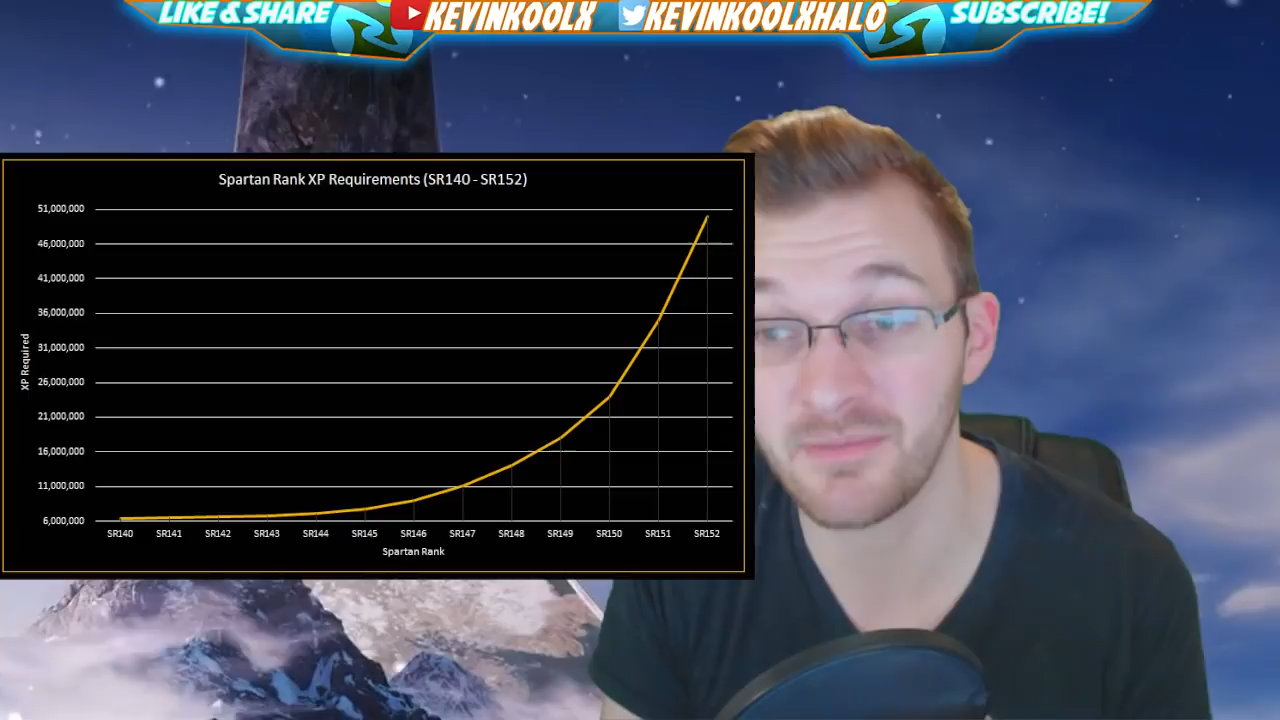 LIKE & SHARE KEVINKOOLX KEVINKOOLXHALO SUBSCRIBE!
Spartan Rank XP Requirements (SR140 - SR152)
XP Required
51,000,000
46,000,000
41,000,000
36,000,000
31,000,000
26,000,000
21,000,000
16,000,000
11,000,000
6,000,000
SR140 SR141 SR142 SR143 SR144 SR145 SR146 SR147 SR148 SR149 SR150 SR151 SR152
Spartan Rank